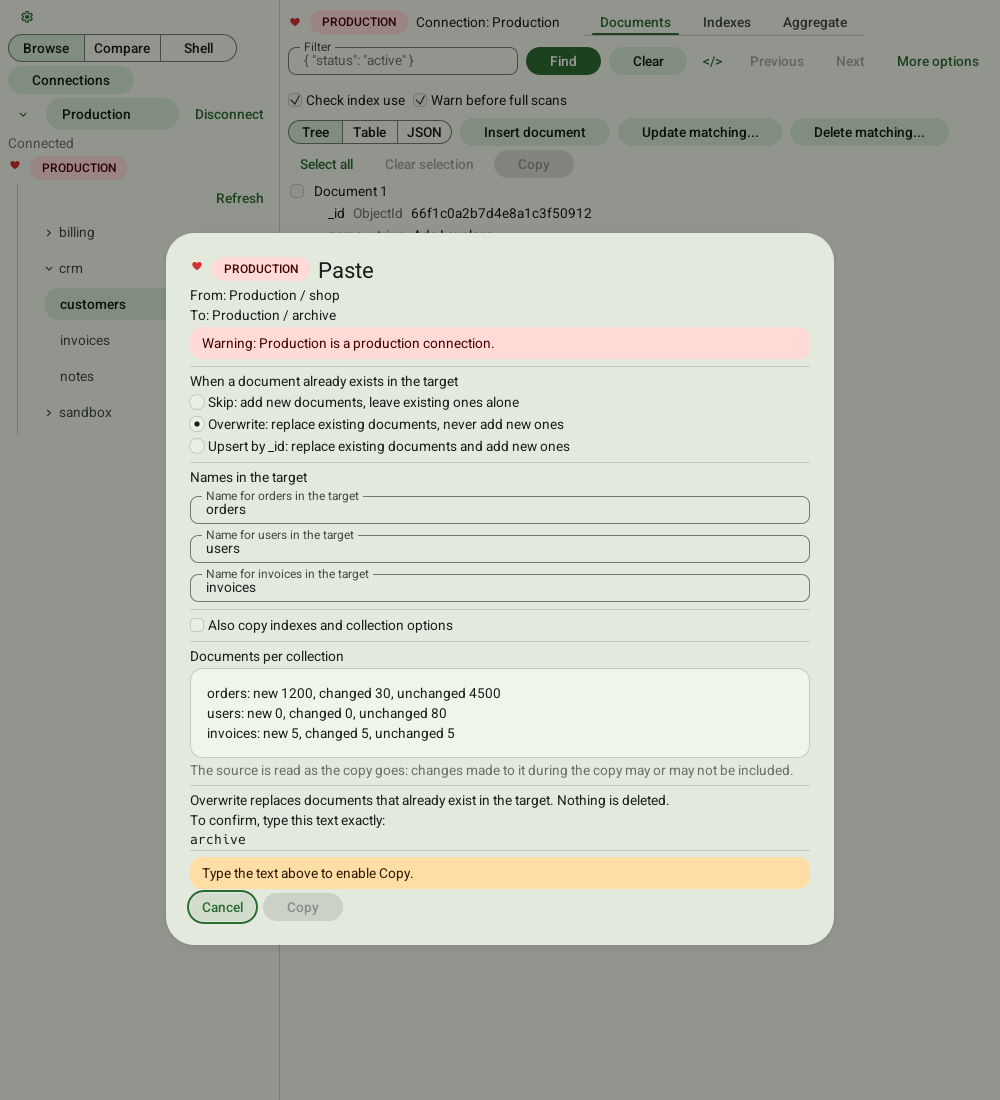 Browse Compare Shell
Connections
Production Disconnect
Connected
PRODUCTION
Refresh
billing
crm
customers
invoices
notes
sandbox
PRODUCTION Connection: Production Documents Indexes Aggregate
Filter
{ "status": "active" } Find Clear </> Previous Next More options
Check index use Warn before full scans
Tree Table JSON Insert document Update matching... Delete matching...
Select all Clear selection Copy
Document 1
_id ObjectId 66f1c0a2b7d4e8a1c3f50912
PRODUCTION Paste
From: Production / shop
To: Production / archive
Warning: Production is a production connection.
When a document already exists in the target
Skip: add new documents, leave existing ones alone
Overwrite: replace existing documents, never add new ones
Upsert by _id: replace existing documents and add new ones
Names in the target
Name for orders in the target
orders
Name for users in the target
users
Name for invoices in the target
invoices
Also copy indexes and collection options
Documents per collection
orders: new 1200, changed 30, unchanged 4500
users: new 0, changed 0, unchanged 80
invoices: new 5, changed 5, unchanged 5
The source is read as the copy goes: changes made to it during the copy may or may not be included.
Overwrite replaces documents that already exist in the target. Nothing is deleted.
To confirm, type this text exactly:
archive
Type the text above to enable Copy.
Cancel Copy